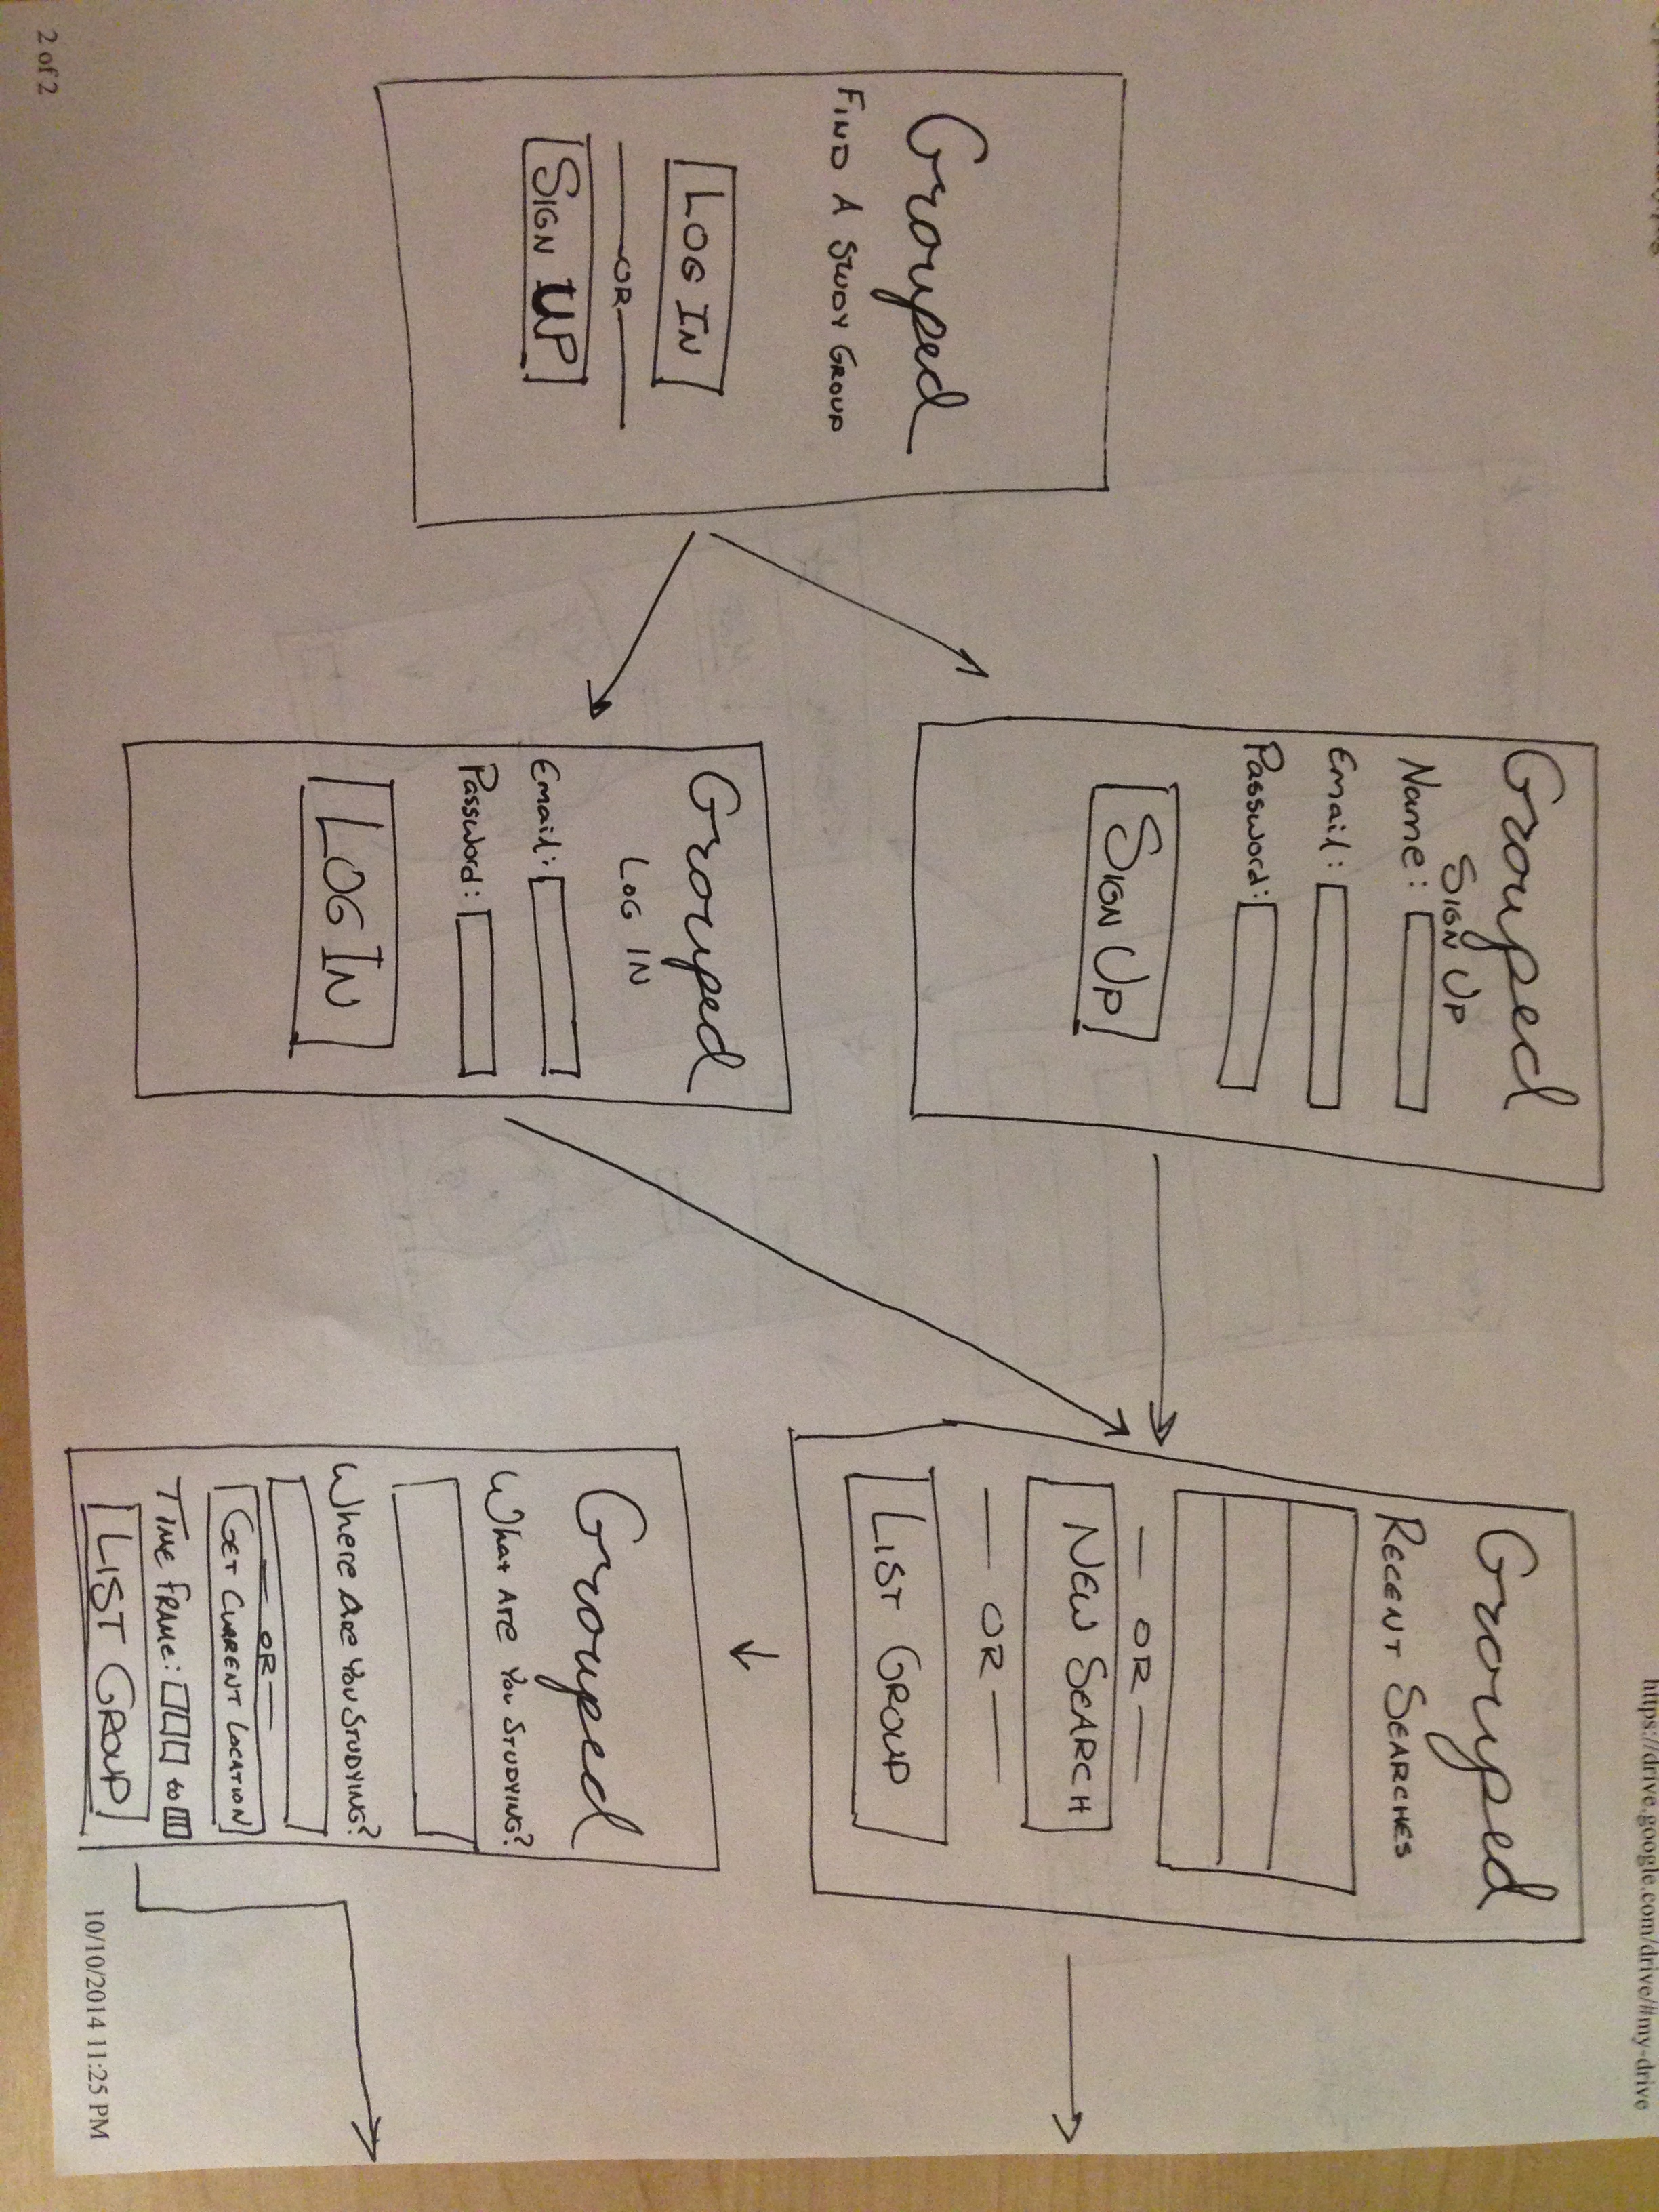 https://drive.google.com/drive/#my-drive
Grouped
FIND A STUDY GROUP
LOG IN
OR
SIGN UP
Grouped
SIGN UP
Name:
Email:
Password:
SIGN UP
Grouped
LOG IN
Email:
Password:
LOG IN
Grouped
RECENT SEARCHES
OR
NEW SEARCH
OR
LIST GROUP
Grouped
What Are You STUDYING?
Where Are You STUDYING?
OR
GET CURRENT LOCATION
TIME FRAME: to
LIST GROUP
2 of 2
10/10/2014 11:25 PM